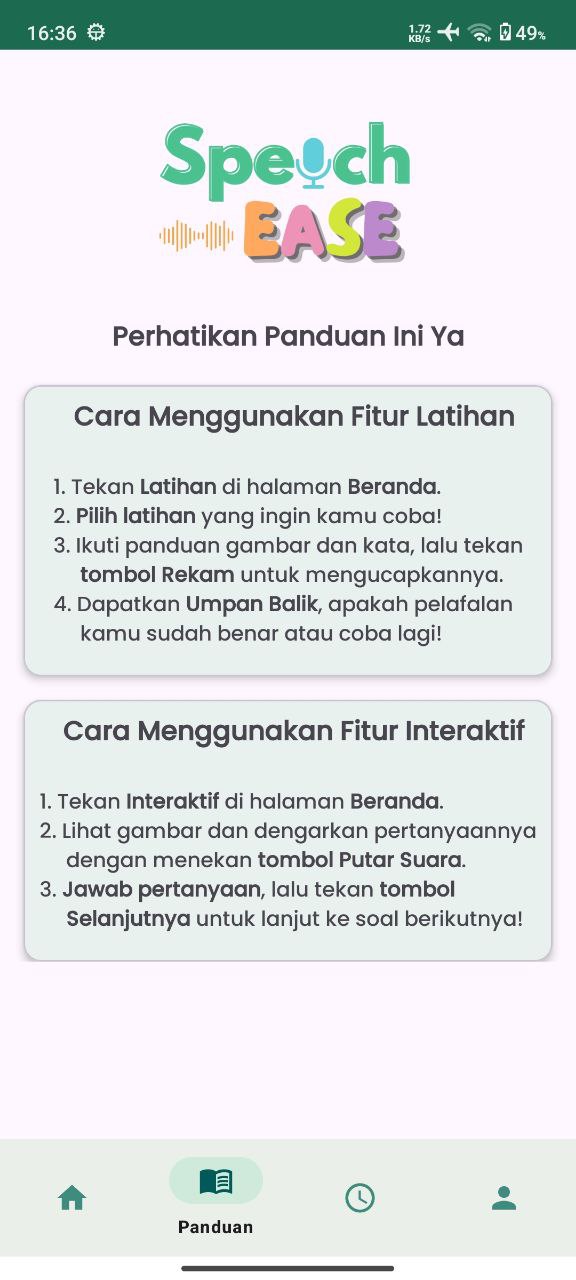 16:36
1.72
KB/s
49%
Speech
EASE
Perhatikan Panduan Ini Ya
Cara Menggunakan Fitur Latihan
1. Tekan Latihan di halaman Beranda.
2. Pilih latihan yang ingin kamu coba!
3. Ikuti panduan gambar dan kata, lalu tekan
tombol Rekam untuk mengucapkannya.
4. Dapatkan Umpan Balik, apakah pelafalan
kamu sudah benar atau coba lagi!
Cara Menggunakan Fitur Interaktif
1. Tekan Interaktif di halaman Beranda.
2. Lihat gambar dan dengarkan pertanyaannya
dengan menekan tombol Putar Suara.
3. Jawab pertanyaan, lalu tekan tombol
Selanjutnya untuk lanjut ke soal berikutnya!
Panduan